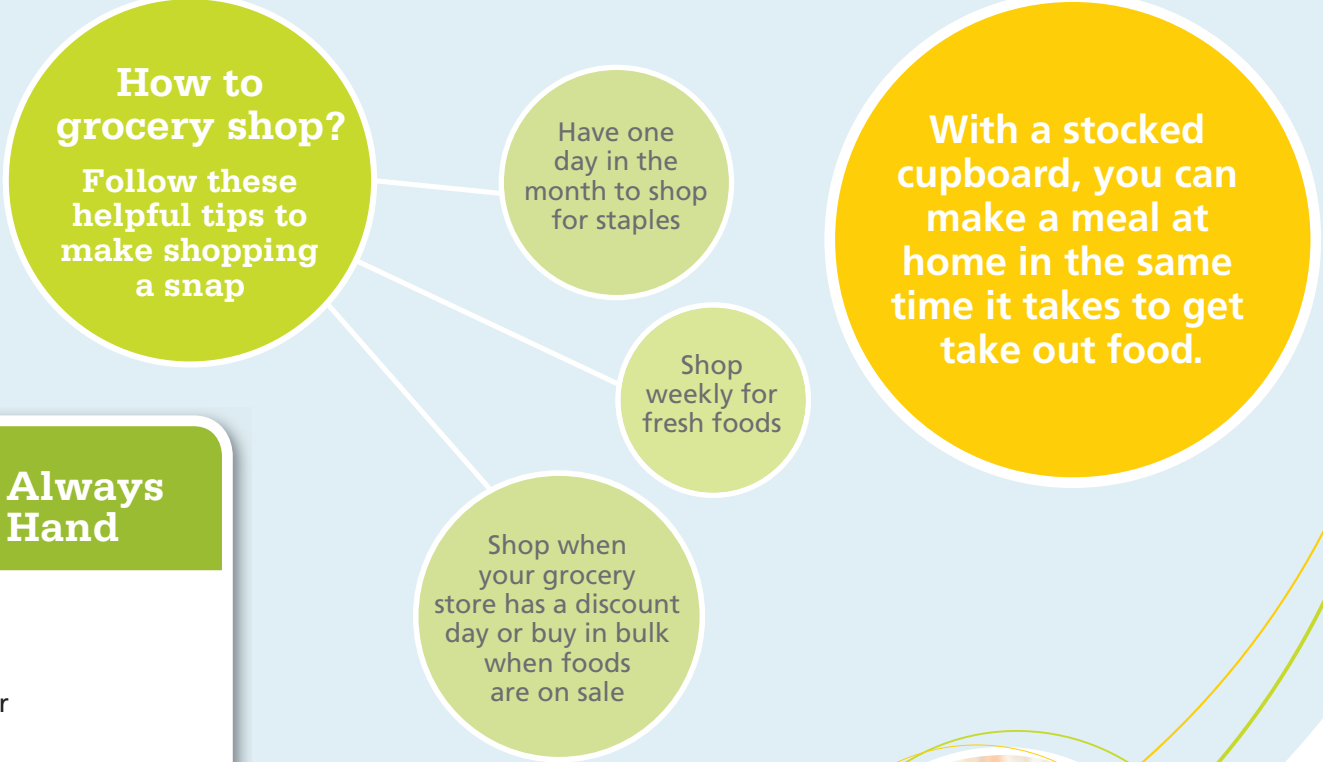 How to
grocery shop?
Follow these
helpful tips to
make shopping
a snap
Have one
day in the
month to shop
for staples
Shop
weekly for
fresh foods
Shop when
your grocery
store has a discount
day or buy in bulk
when foods
are on sale
With a stocked
cupboard, you can
make a meal at
home in the same
time it takes to get
take out food.
Always
Hand
r